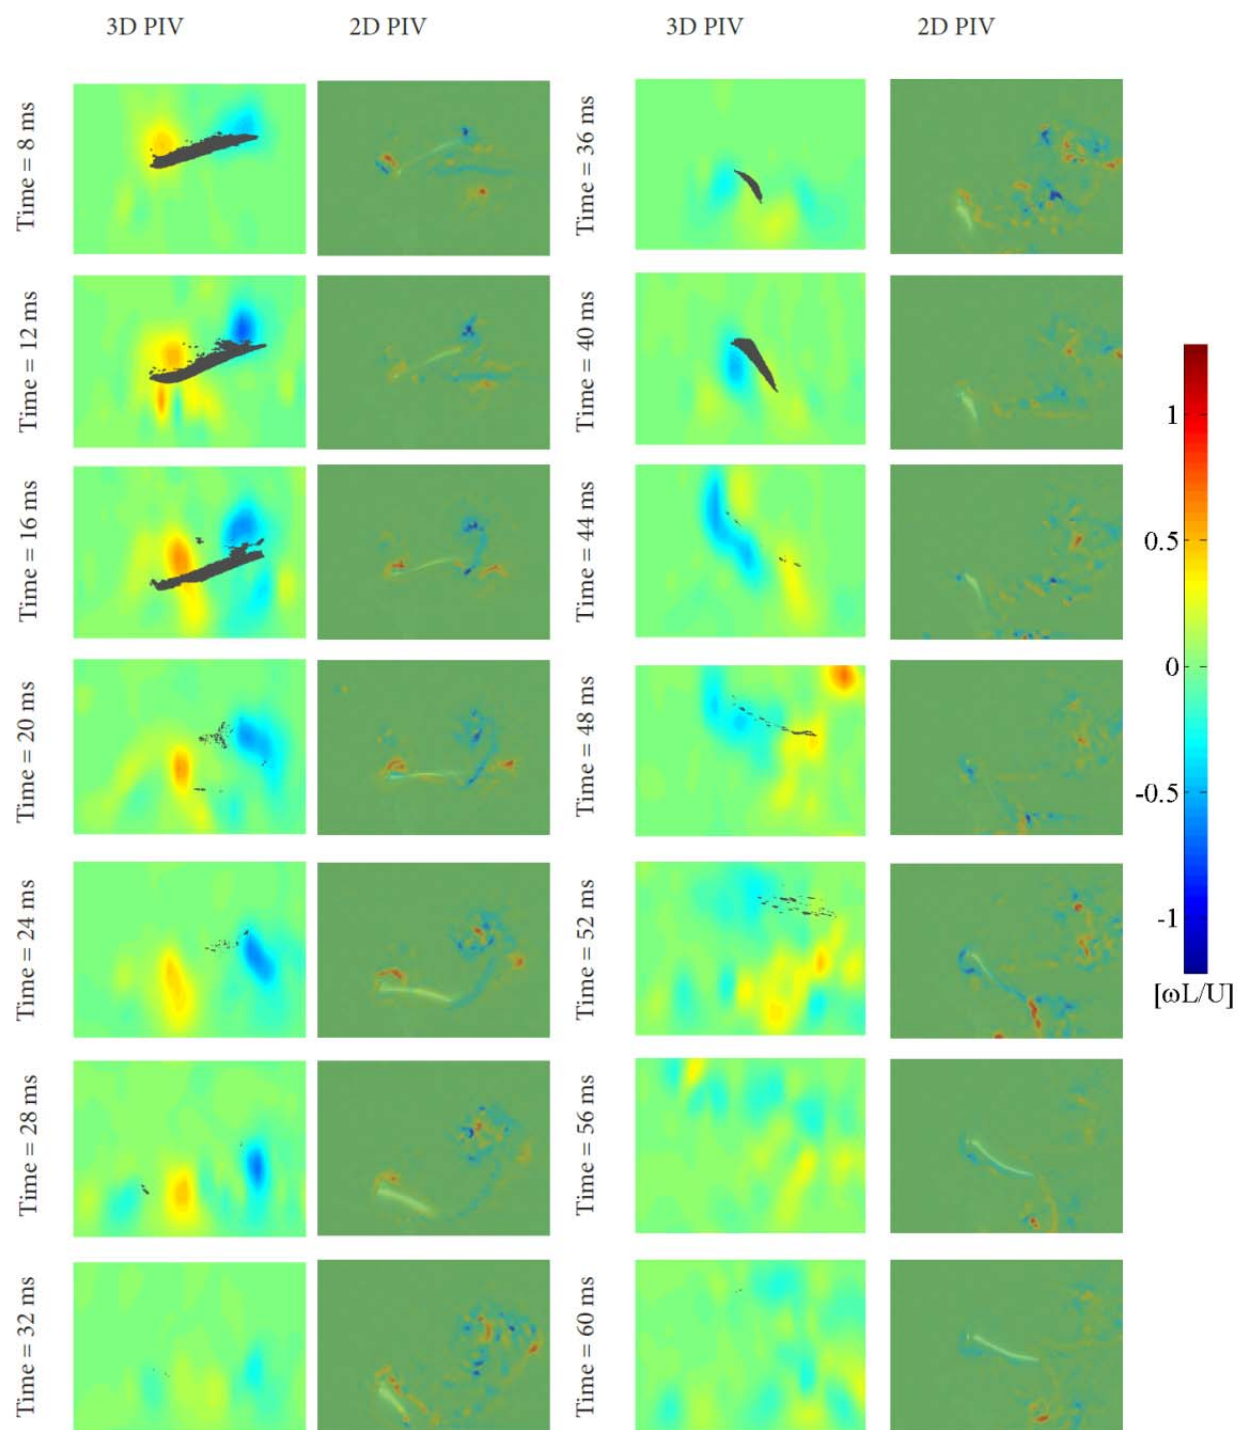 3D PIV 2D PIV 3D PIV 2D PIV
Time = 8 ms
Time = 12 ms
Time = 16 ms
Time = 20 ms
Time = 24 ms
Time = 28 ms
Time = 32 ms
Time = 36 ms
Time = 40 ms
Time = 44 ms
Time = 48 ms
Time = 52 ms
Time = 56 ms
Time = 60 ms
1
0.5
0
-0.5
-1
[ωL/U]